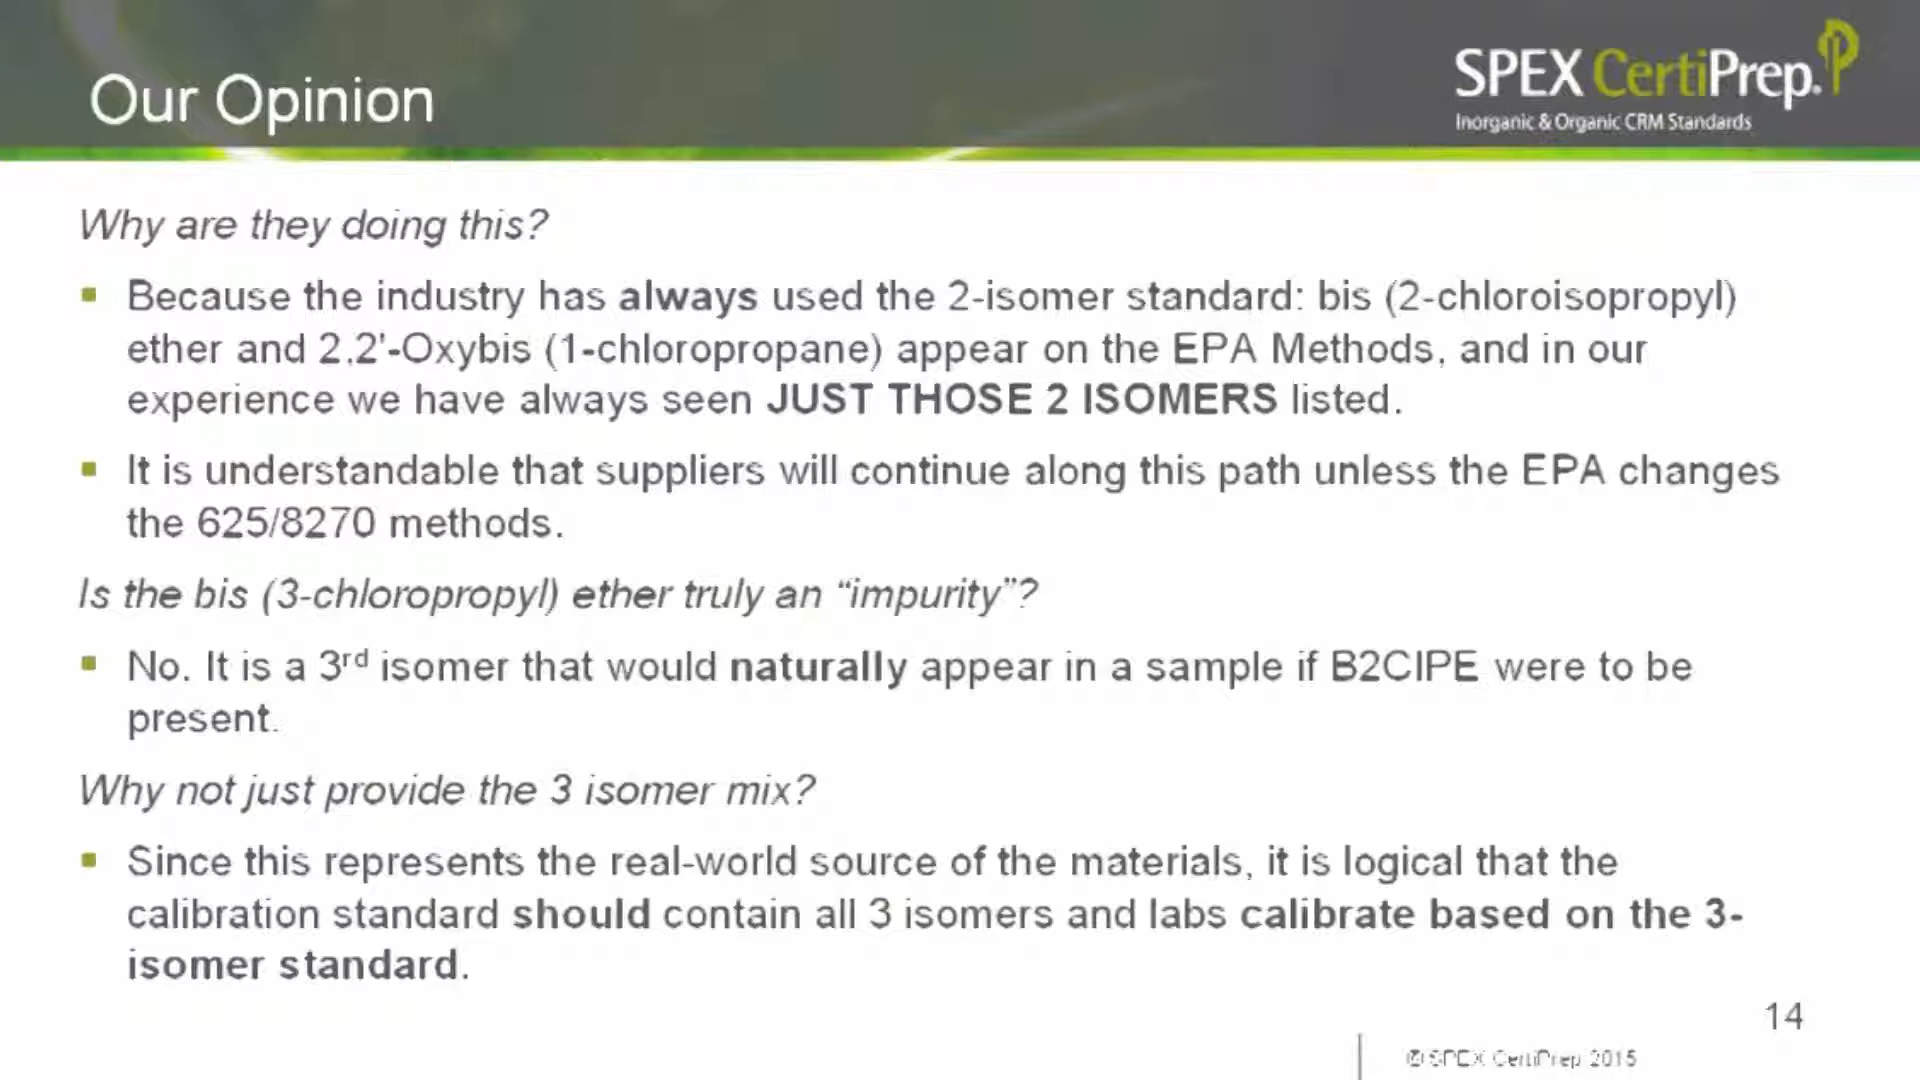 Our Opinion
SPEX CertiPrep.
Inorganic & Organic CRM Standards
Why are they doing this?
▪ Because the industry has always used the 2-isomer standard: bis (2-chloroisopropyl)
ether and 2,2'-Oxybis (1-chloropropane) appear on the EPA Methods, and in our
experience we have always seen JUST THOSE 2 ISOMERS listed.
▪ It is understandable that suppliers will continue along this path unless the EPA changes
the 625/8270 methods.
Is the bis (3-chloropropyl) ether truly an “impurity”?
▪ No. It is a 3rd isomer that would naturally appear in a sample if B2CIPE were to be
present.
Why not just provide the 3 isomer mix?
▪ Since this represents the real-world source of the materials, it is logical that the
calibration standard should contain all 3 isomers and labs calibrate based on the 3-
isomer standard.
14
© SPEX CertiPrep 2015